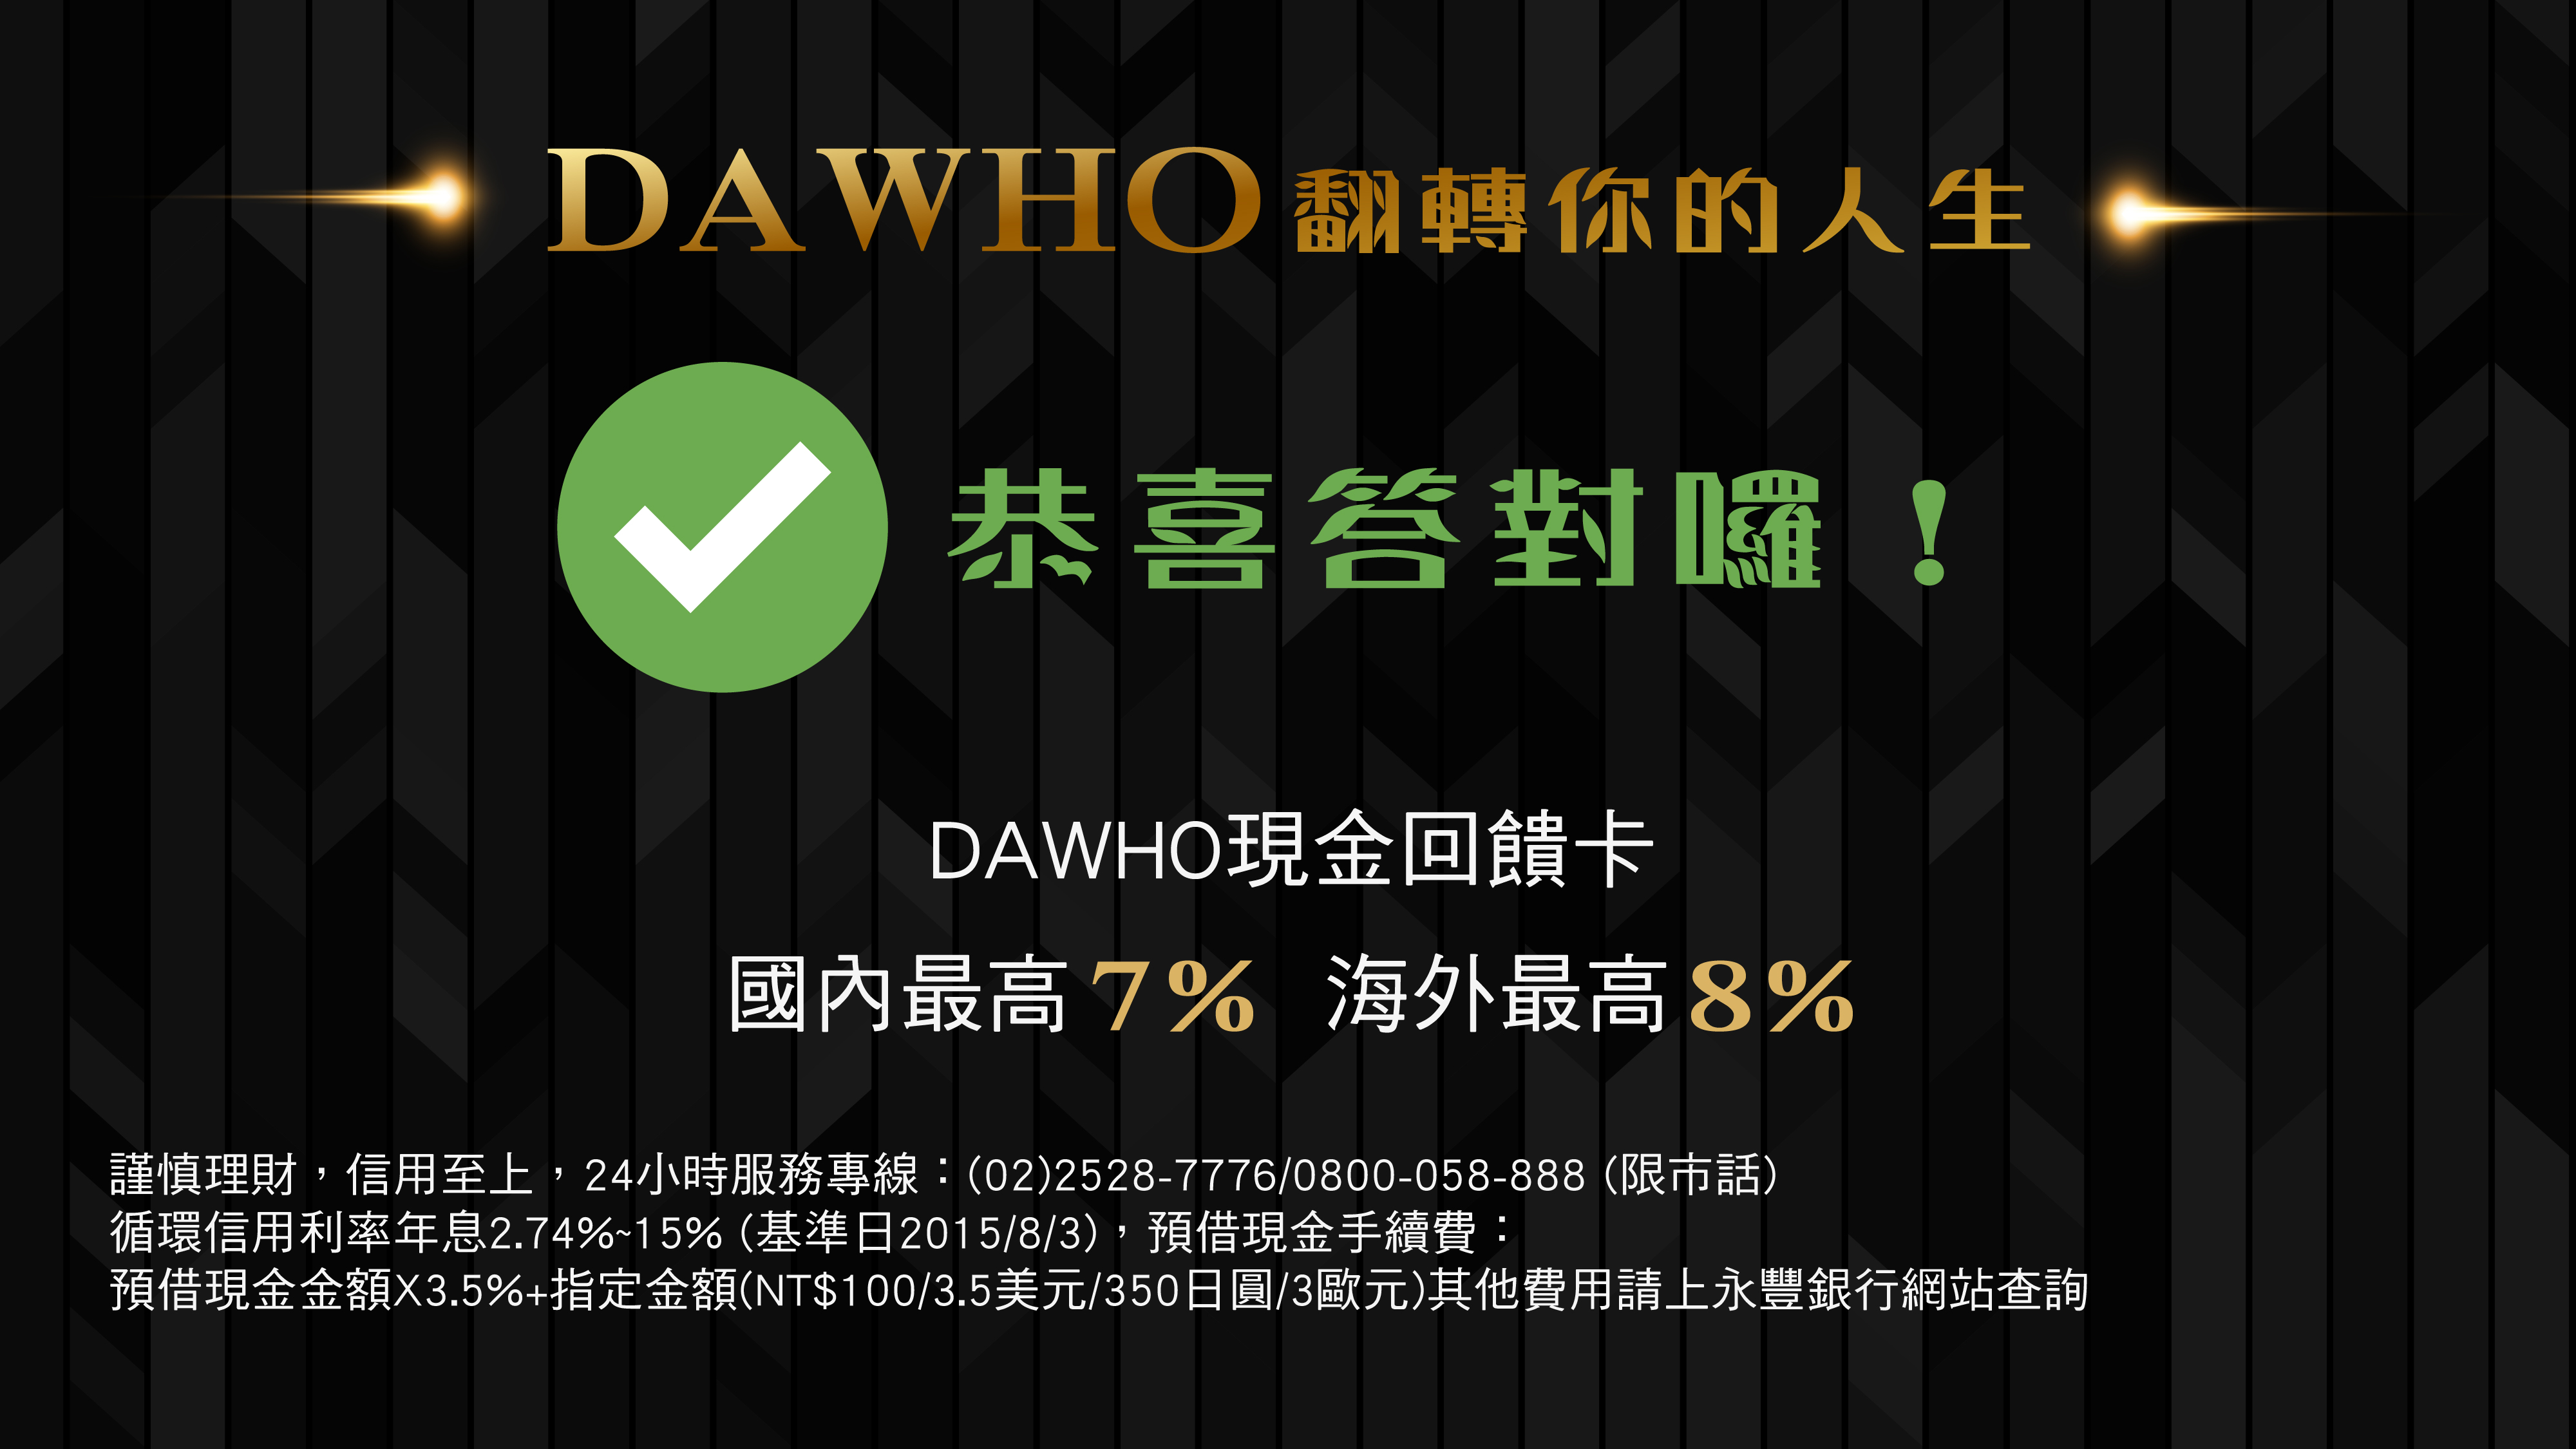 DAWHO翻轉你的人生
恭喜答對囉！
DAWHO現金回饋卡
國內最高7% 海外最高8%
謹慎理財，信用至上，24小時服務專線：(02)2528-7776/0800-058-888 (限市話)
循環信用利率年息2.74%~15% (基準日2015/8/3)，預借現金手續費：
預借現金金額X3.5%+指定金額(NT$100/3.5美元/350日圓/3歐元)其他費用請上永豐銀行網站查詢